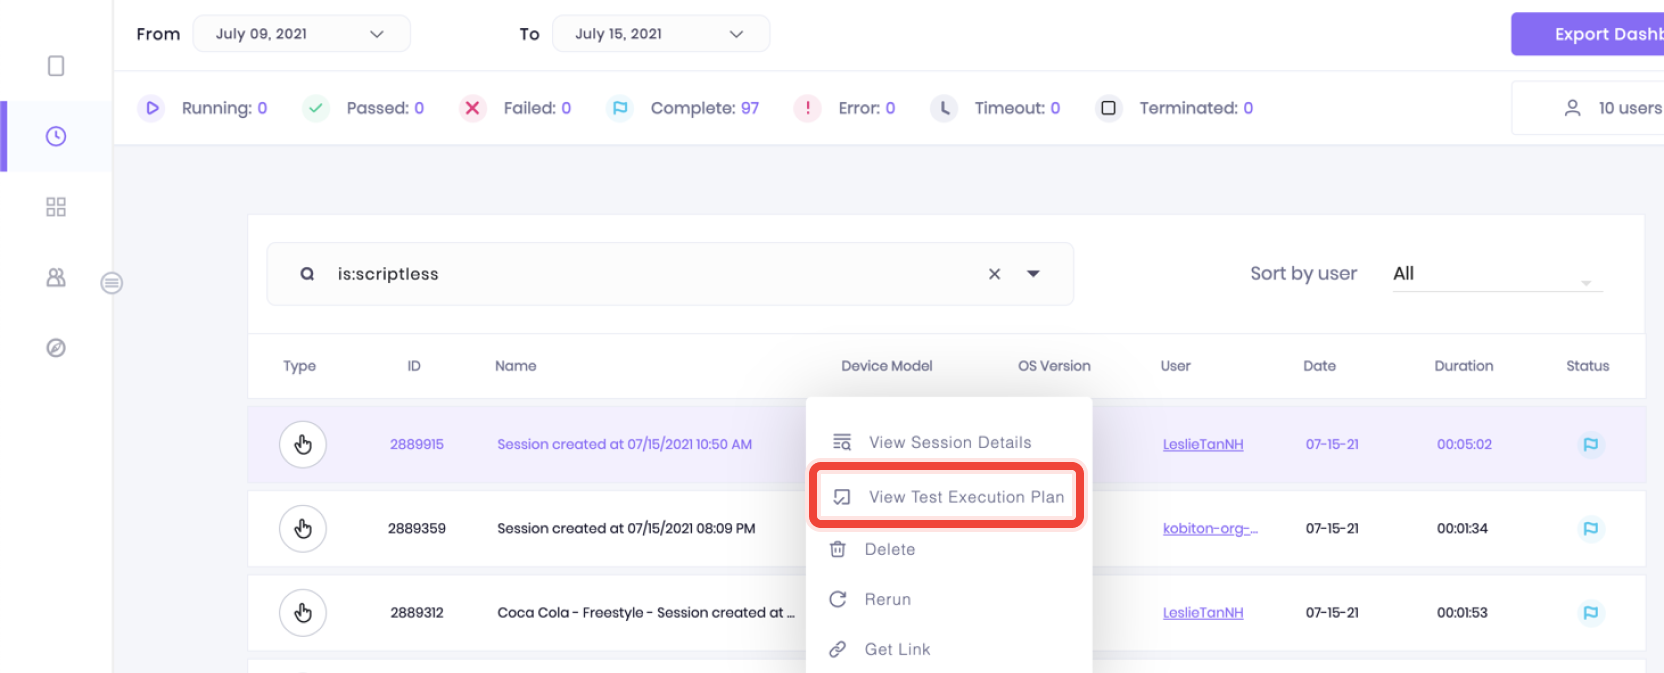 From July 09, 2021 To July 15, 2021 Export Dashb
Running: 0 Passed: 0 Failed: 0 Complete: 97 Error: 0 Timeout: 0 Terminated: 0 10 users
is:scriptless Sort by user All
Type ID Name Device Model OS Version User Date Duration Status
2889915 Session created at 07/15/2021 10:50 AM LeslieTanNH 07-15-21 00:05:02
View Session Details
View Test Execution Plan
2889359 Session created at 07/15/2021 08:09 PM kobiton-org-... 07-15-21 00:01:34
Delete
Rerun
2889312 Coca Cola - Freestyle - Session created at ... LeslieTanNH 07-15-21 00:01:53
Get Link